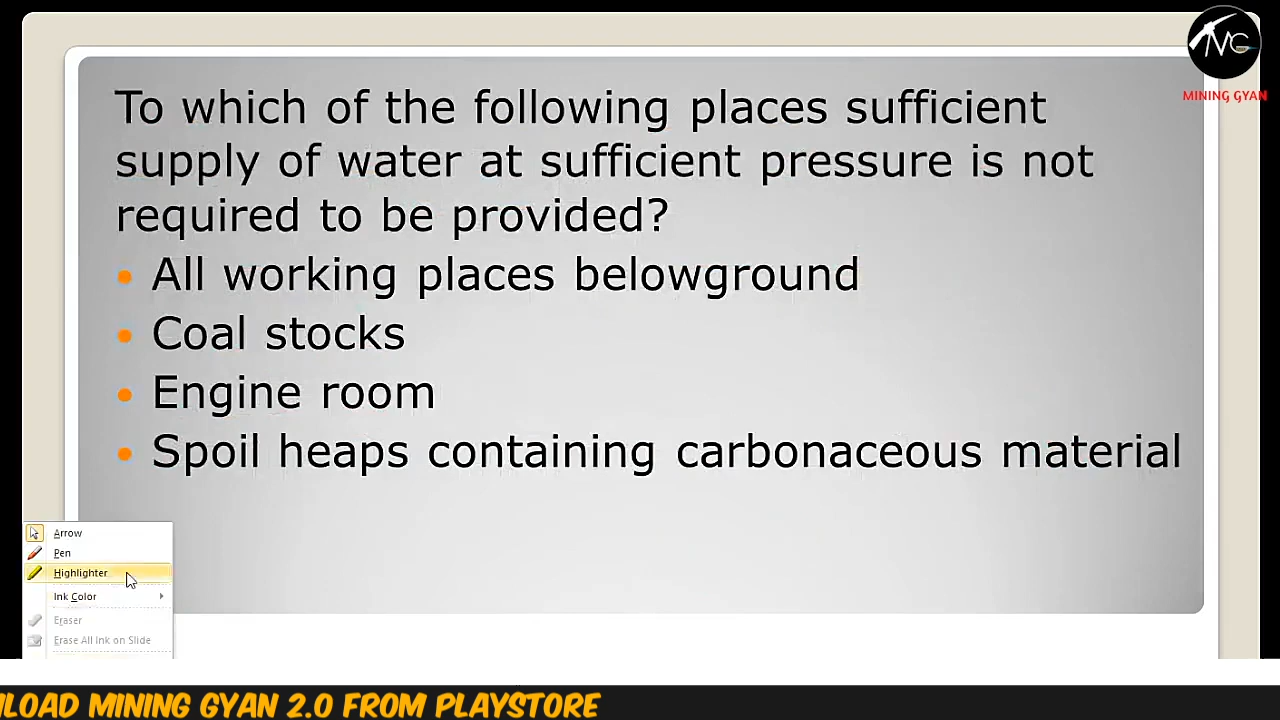 MINING GYAN
To which of the following places sufficient
supply of water at sufficient pressure is not
required to be provided?
• All working places belowground
• Coal stocks
• Engine room
• Spoil heaps containing carbonaceous material
Arrow
Pen
Highlighter
Ink Color
Eraser
Erase All Ink on Slide
NLOAD MINING GYAN 2.0 FROM PLAYSTORE